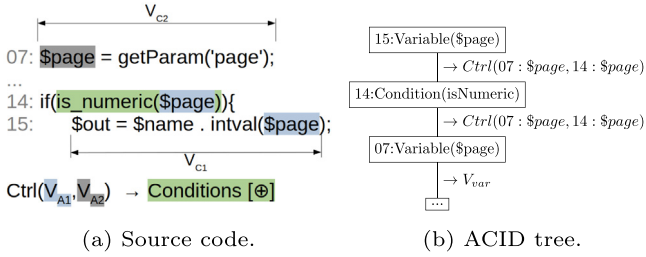 V_C2
07: $page = getParam('page');
...
14: if(is_numeric($page)){
15: $out = $name . intval($page);
V_C1
Ctrl(V_A1,V_A2) → Conditions [⊕]
(a) Source code.
15:Variable($page)
→ Ctrl(07 : $page, 14 : $page)
14:Condition(isNumeric)
→ Ctrl(07 : $page, 14 : $page)
07:Variable($page)
→ V_var
...
(b) ACID tree.